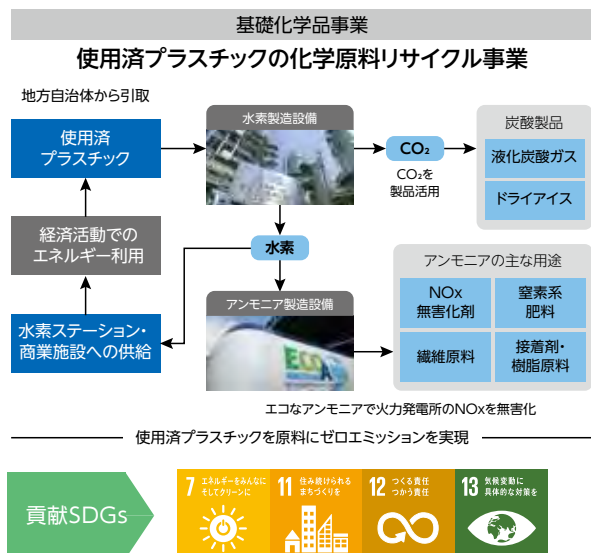 基礎化学品事業
使用済プラスチックの化学原料リサイクル事業
地方自治体から引取
使用済
プラスチック
水素製造設備
CO₂
CO₂を
製品活用
炭酸製品
液化炭酸ガス
ドライアイス
経済活動での
エネルギー利用
水素
水素ステーション・
商業施設への供給
アンモニア製造設備
ECO
アンモニアの主な用途
NOx
無害化剤
窒素系
肥料
繊維原料
接着剤・
樹脂原料
エコなアンモニアで火力発電所のNOxを無害化
使用済プラスチックを原料にゼロエミッションを実現
貢献SDGs
7 エネルギーをみんなに
そしてクリーンに
11 住み続けられる
まちづくりを
12 つくる責任
つかう責任
13 気候変動に
具体的な対策を